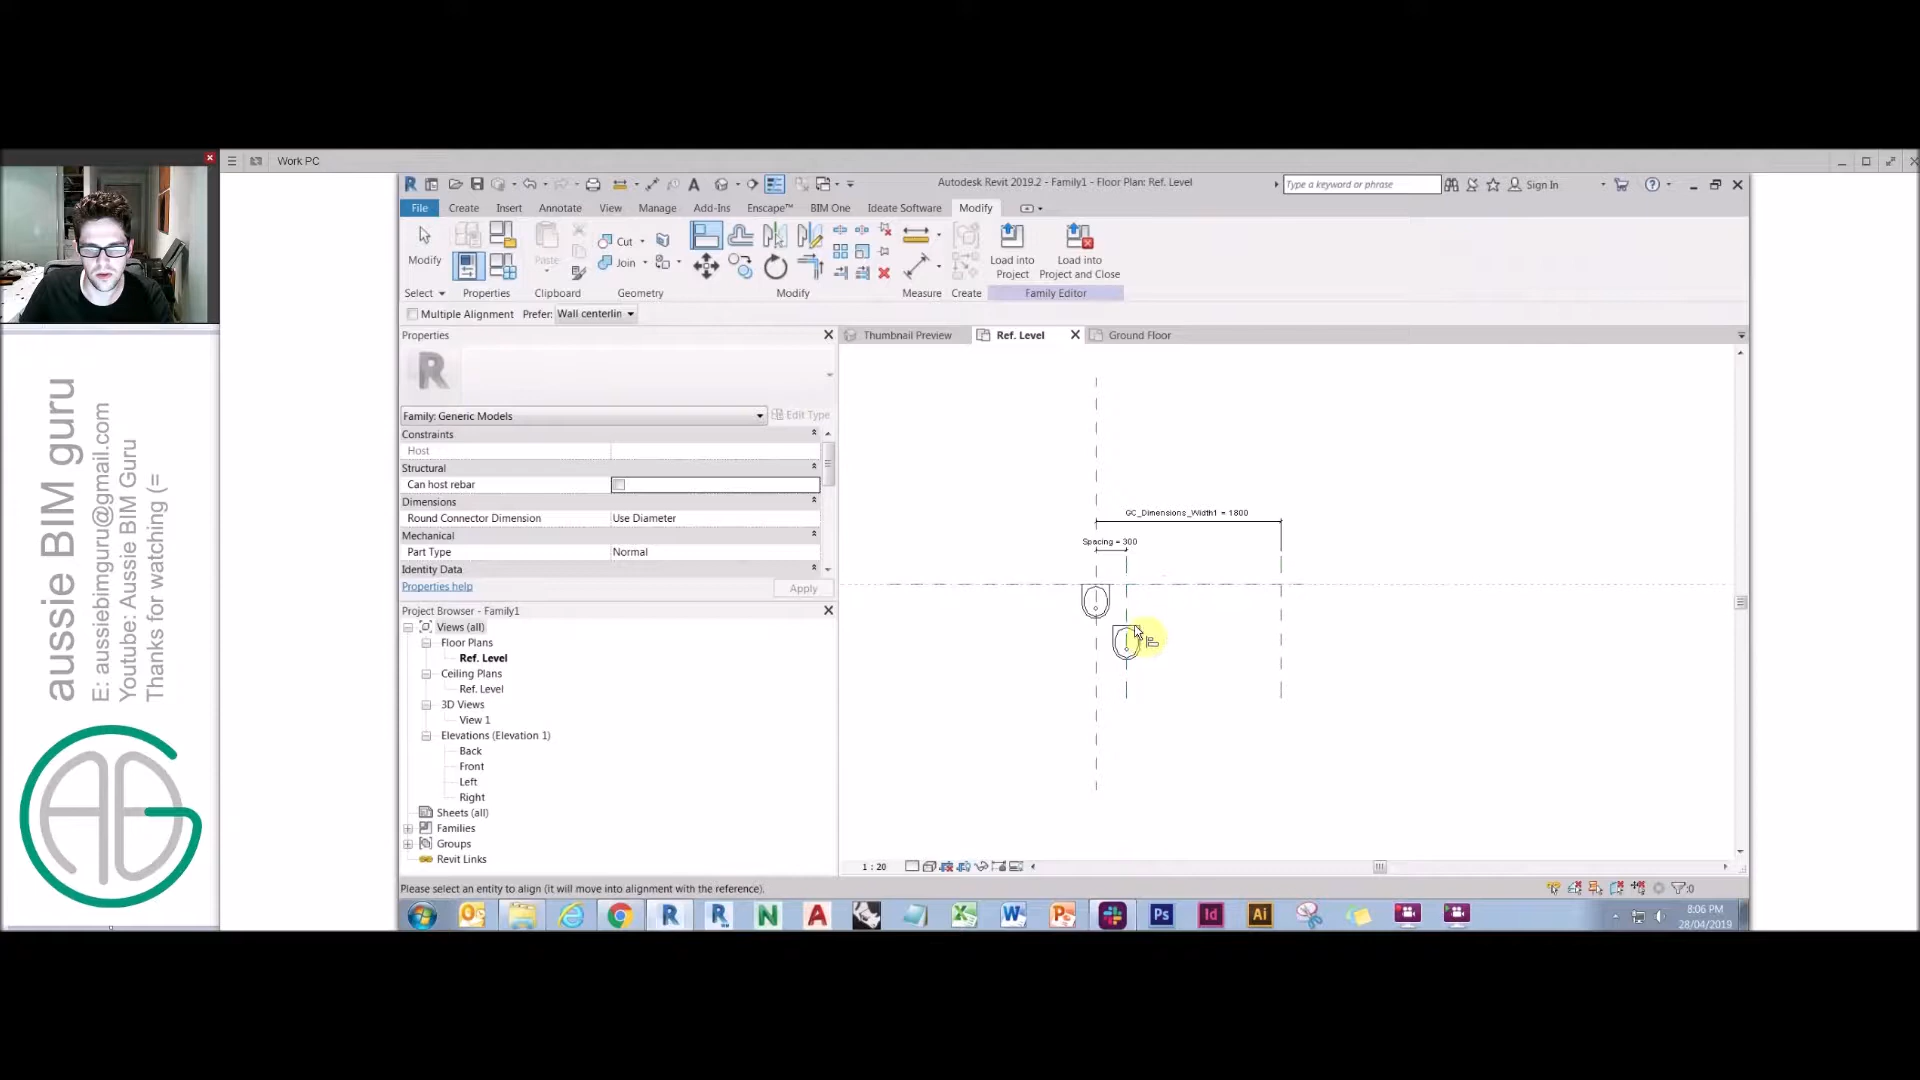 Work PC
Autodesk Revit 2019.2 - Family1 - Floor Plan: Ref. Level
Type a keyword or phrase
Sign In
File Create Insert Annotate View Manage Add-Ins Enscape™ BIM One Ideate Software Modify
Modify
Paste
Cut
Join
Load into
Project
Load into
Project and Close
Select Properties Clipboard Geometry Modify Measure Create Family Editor
Multiple Alignment Prefer: Wall centerlin
Properties
R
Family: Generic Models
Edit Type
Constraints
Host
Structural
Can host rebar
Dimensions
Round Connector Dimension Use Diameter
Mechanical
Part Type Normal
Identity Data
Properties help
Apply
Project Browser - Family1
Views (all)
Floor Plans
Ref. Level
Ceiling Plans
Ref. Level
3D Views
View 1
Elevations (Elevation 1)
Back
Front
Left
Right
Sheets (all)
Families
Groups
Revit Links
Thumbnail Preview
Ref. Level
Ground Floor
GC_Dimensions_Width1 = 1800
Spacing = 300
1 : 20
Please select an entity to align (it will move into alignment with the reference).
:0
8:06 PM
28/04/2019
aussie BIM guru
E: aussiebimguru@gmail.com
Youtube: Aussie BIM Guru
Thanks for watching (=